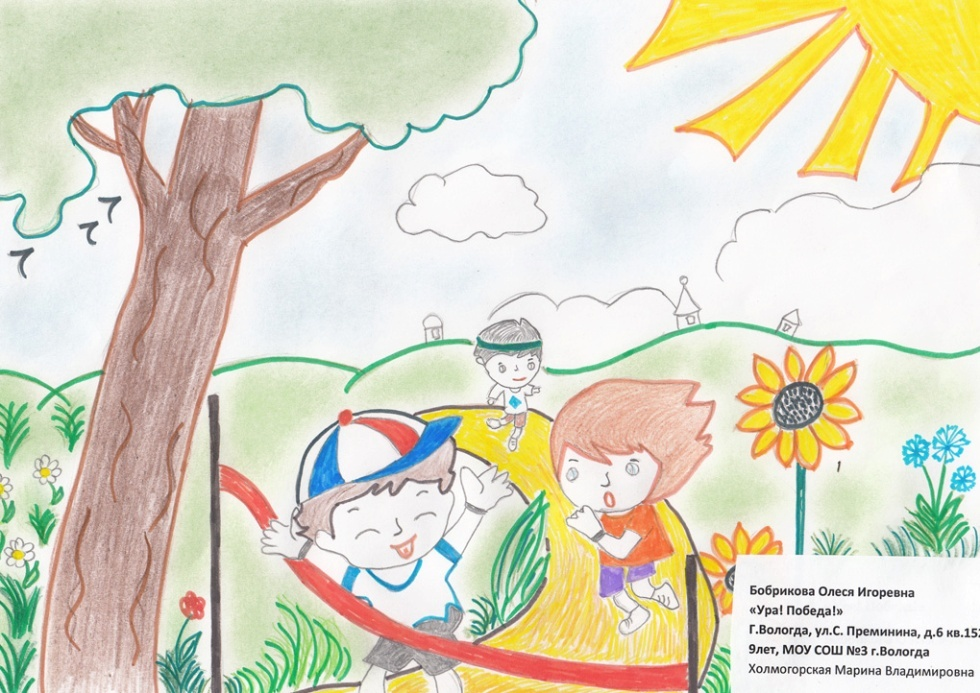 Бобрикова Олеся Игоревна
«Ура! Победа!»
Г.Вологда, ул.С. Преминина, д.6 кв.152
9лет, МОУ СОШ №3 г.Вологда
Холмогорская Марина Владимировна